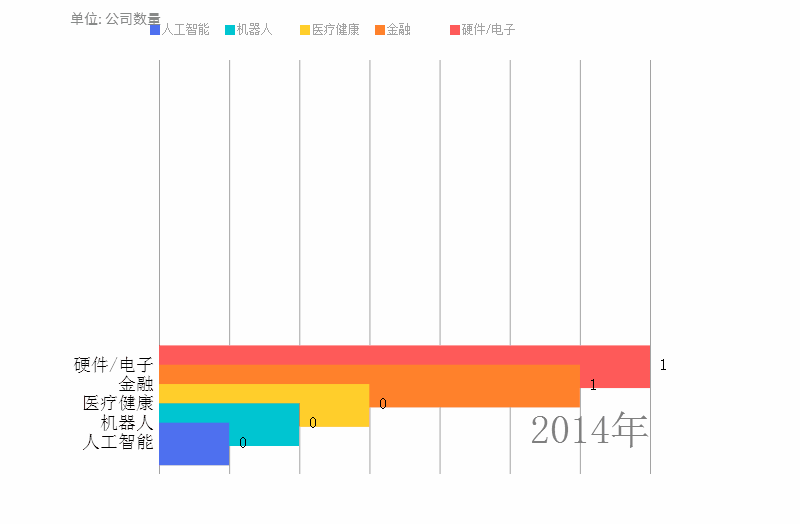 单位: 公司数量
人工智能 机器人 医疗健康 金融 硬件/电子
硬件/电子 1
金融 1
医疗健康 0
机器人 0
人工智能 0
2014年